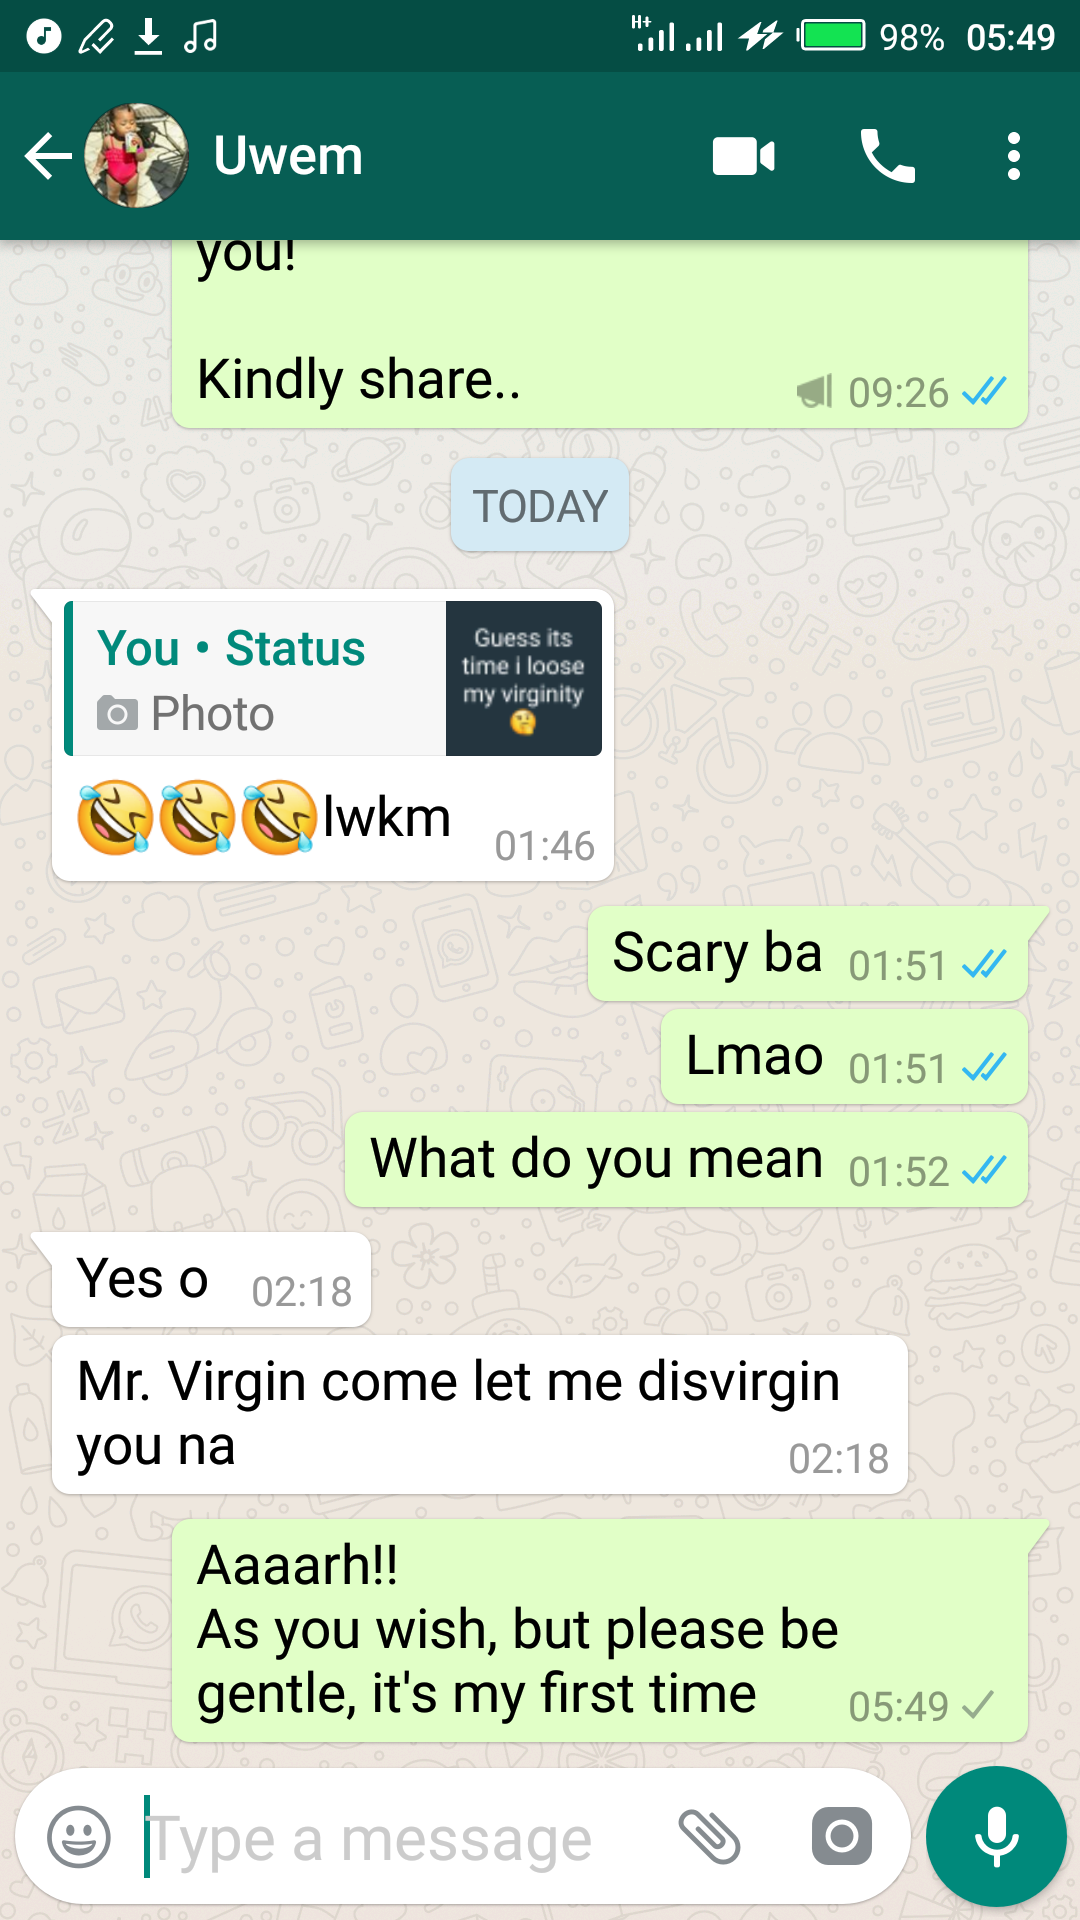 H+
98% 05:49
Uwem
you!
Kindly share..
09:26
TODAY
You • Status
Photo
Guess its
time i loose
my virginity
🤔
🤣🤣🤣lwkm
01:46
Scary ba 01:51
Lmao 01:51
What do you mean 01:52
Yes o 02:18
Mr. Virgin come let me disvirgin
you na
02:18
Aaaarh!!
As you wish, but please be
gentle, it's my first time
05:49
Type a message